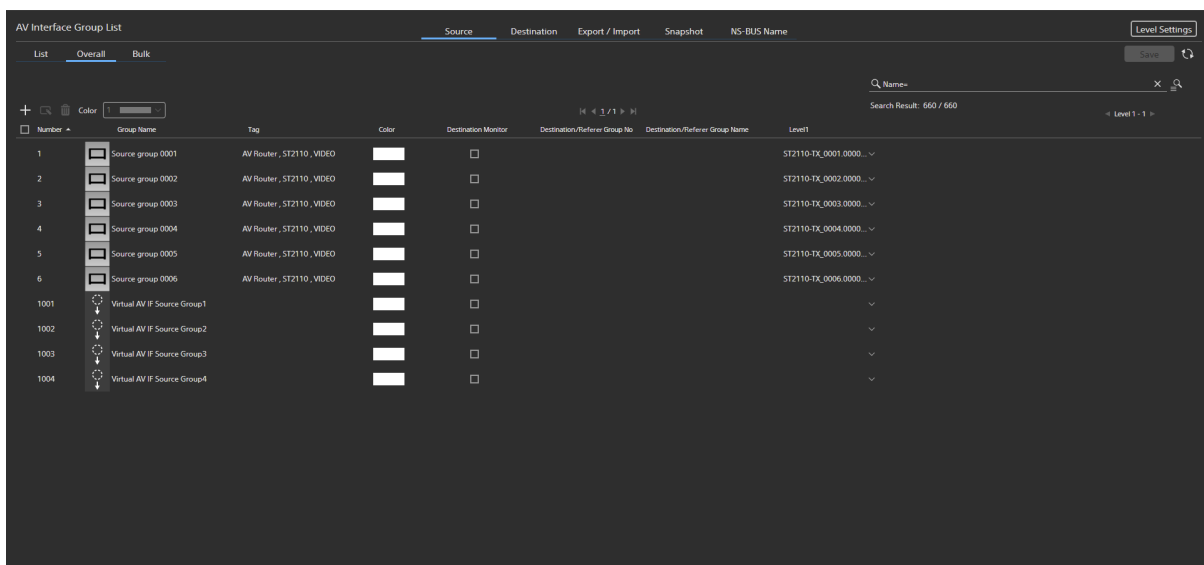 AV Interface Group List
Source Destination Export / Import Snapshot NS-BUS Name
Level Settings
List Overall Bulk
Save
Name=
Color 1
1 / 1
Search Result: 660 / 660
Level 1 - 1
Number Group Name Tag Color Destination Monitor Destination/Referer Group No Destination/Referer Group Name Level1
1 Source group 0001 AV Router , ST2110 , VIDEO ST2110-TX_0001.0000...
2 Source group 0002 AV Router , ST2110 , VIDEO ST2110-TX_0002.0000...
3 Source group 0003 AV Router , ST2110 , VIDEO ST2110-TX_0003.0000...
4 Source group 0004 AV Router , ST2110 , VIDEO ST2110-TX_0004.0000...
5 Source group 0005 AV Router , ST2110 , VIDEO ST2110-TX_0005.0000...
6 Source group 0006 AV Router , ST2110 , VIDEO ST2110-TX_0006.0000...
1001 Virtual AV IF Source Group1
1002 Virtual AV IF Source Group2
1003 Virtual AV IF Source Group3
1004 Virtual AV IF Source Group4